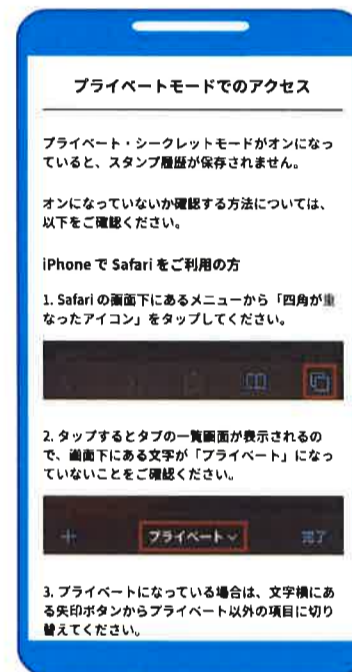 プライベートモードでのアクセス
プライベート・シークレットモードがオンになっ
ていると、スタンプ履歴が保存されません。
オンになっていないか確認する方法については、
以下をご確認ください。
iPhone で Safari をご利用の方
1. Safari の画面下にあるメニューから「四角が重
なったアイコン」をタップしてください。
2. タップするとタブの一覧画面が表示されるの
で、画面下にある文字が「プライベート」になっ
ていないことをご確認ください。
プライベート 完了
3. プライベートになっている場合は、文字横にあ
る矢印ボタンからプライベート以外の項目に切り
替えてください。